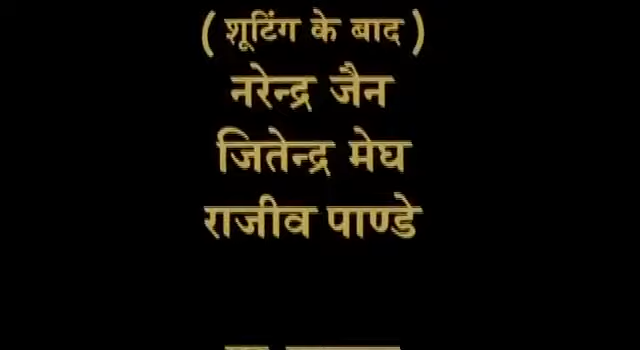 ( शूटिंग के बाद )
नरेन्द्र जैन
जितेन्द्र मेघ
राजीव पाण्डे